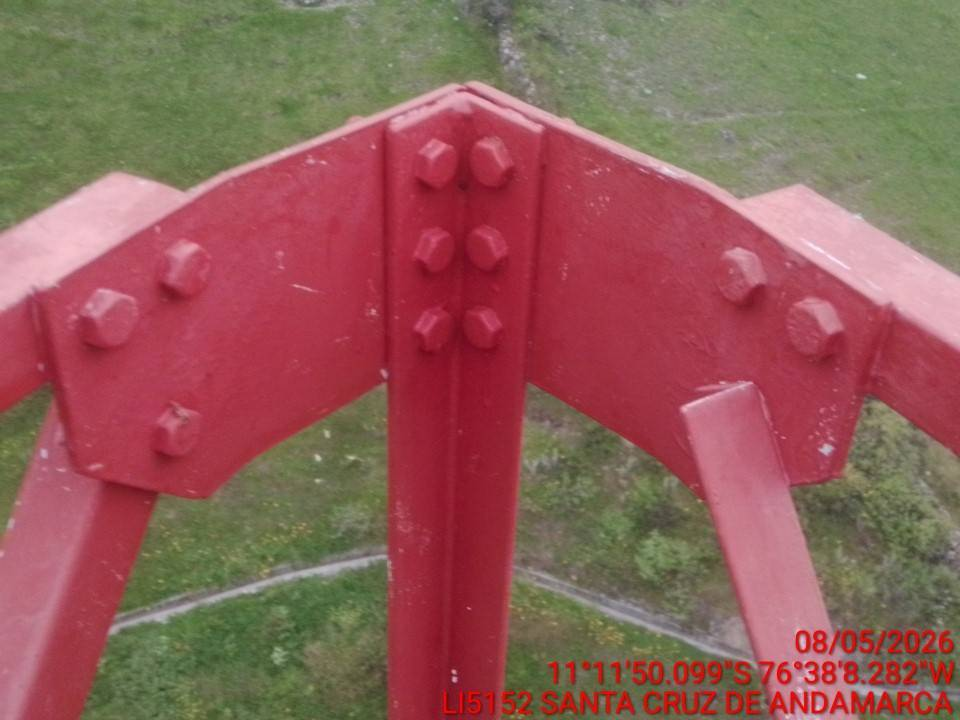 08/05/2026
11°11'50.099"S 76°38'8.282"W
LI5152 SANTA CRUZ DE ANDAMARCA